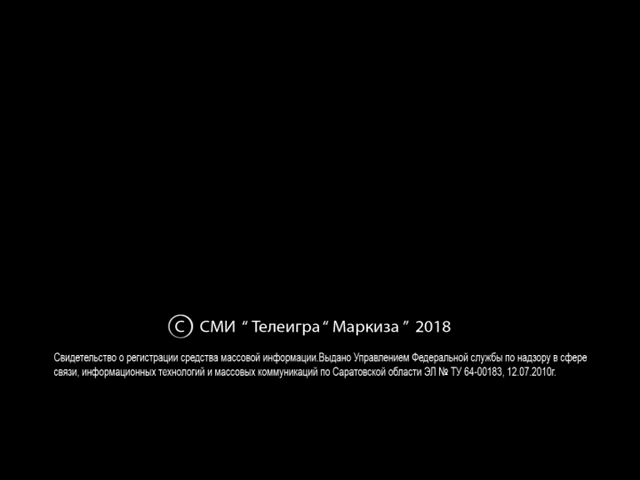 © СМИ “ Телеигра “ Маркиза ” 2018
Свидетельство о регистрации средства массовой информации.Выдано Управлением Федеральной службы по надзору в сфере
связи, информационных технологий и массовых коммуникаций по Саратовской области ЭЛ № ТУ 64-00183, 12.07.2010г.